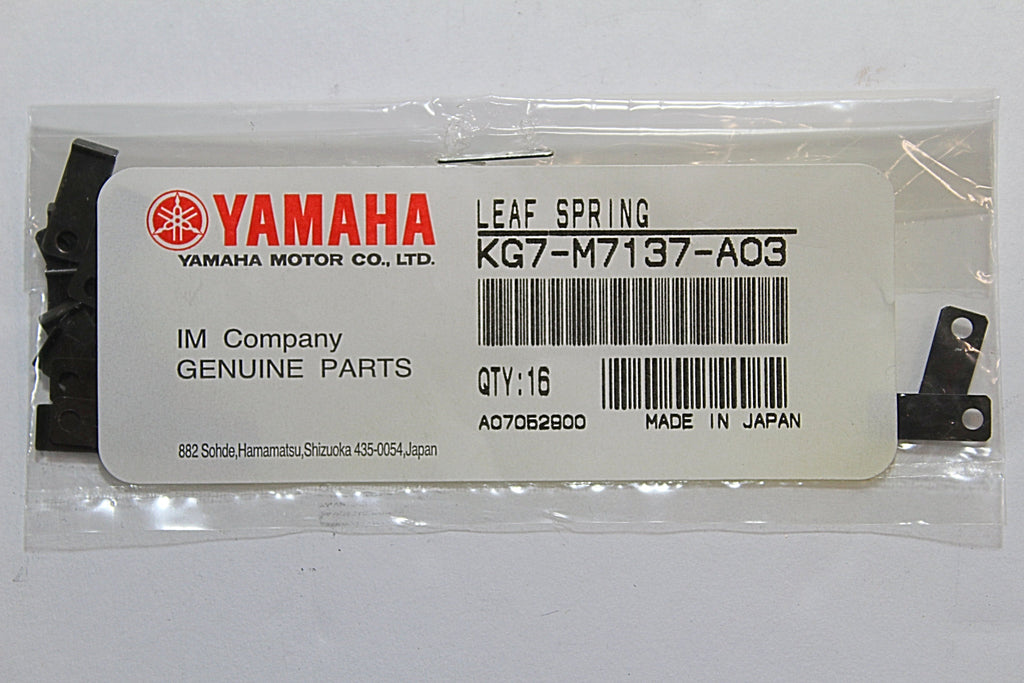 YAMAHA
YAMAHA MOTOR CO., LTD.
IM Company
GENUINE PARTS
882 Sohde,Hamamatsu,Shizuoka 435-0054,Japan
LEAF SPRING
KG7-M7137-A03
QTY:16
A07052900
MADE IN JAPAN